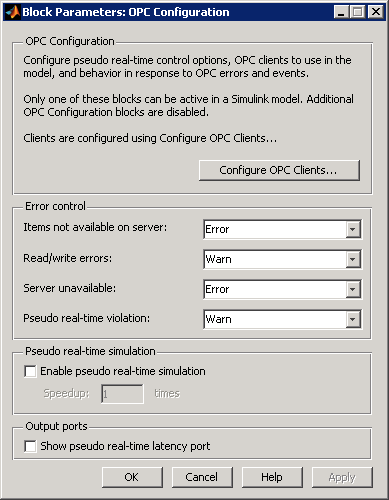 Block Parameters: OPC Configuration
OPC Configuration
Configure pseudo real-time control options, OPC clients to use in the
model, and behavior in response to OPC errors and events.
Only one of these blocks can be active in a Simulink model. Additional
OPC Configuration blocks are disabled.
Clients are configured using Configure OPC Clients...
Configure OPC Clients...
Error control
Items not available on server: Error
Read/write errors: Warn
Server unavailable: Error
Pseudo real-time violation: Warn
Pseudo real-time simulation
Enable pseudo real-time simulation
Speedup: 1 times
Output ports
Show pseudo real-time latency port
OK Cancel Help Apply